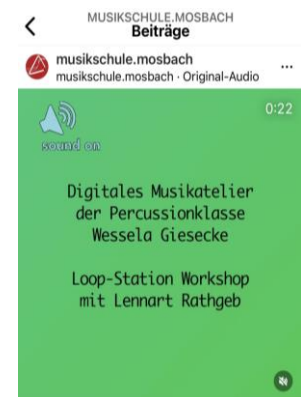 MUSIKSCHULE.MOSBACH
Beiträge
musikschule.mosbach
musikschule.mosbach · Original-Audio
0:22
sound on
Digitales Musikatelier
der Percussionklasse
Wessela Giesecke
Loop-Station Workshop
mit Lennart Rathgeb